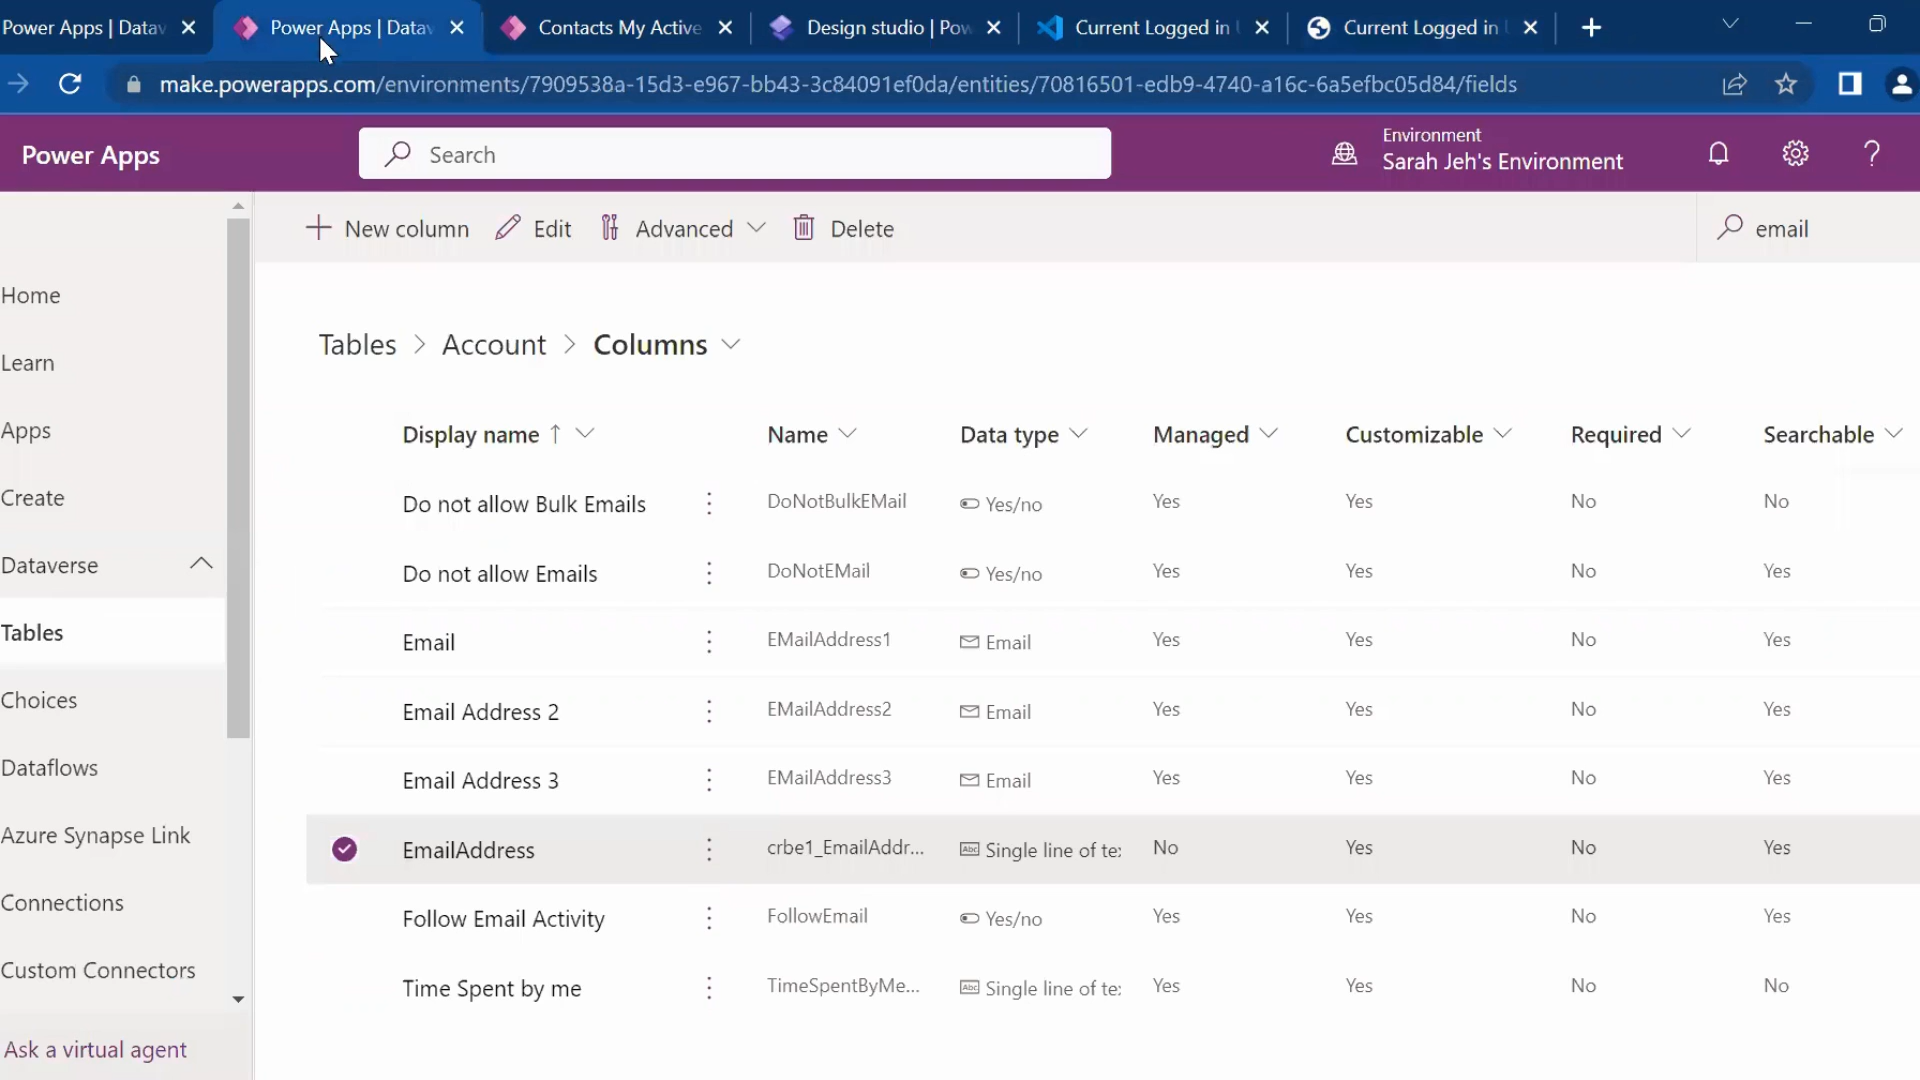 Power Apps | Datav
Power Apps | Datav
Contacts My Active
Design studio | Pow
Current Logged in U
Current Logged in U
make.powerapps.com/environments/7909538a-15d3-e967-bb43-3c84091ef0da/entities/70816501-edb9-4740-a16c-6a5efbc05d84/fields
Power Apps
Search
Environment
Sarah Jeh's Environment
New column
Edit
Advanced
Delete
email
Home
Learn
Apps
Create
Dataverse
Tables
Choices
Dataflows
Azure Synapse Link
Connections
Custom Connectors
Ask a virtual agent
Tables > Account > Columns
Display name ↑ Name Data type Managed Customizable Required Searchable
Do not allow Bulk Emails DoNotBulkEMail Yes/no Yes Yes No No
Do not allow Emails DoNotEMail Yes/no Yes Yes No Yes
Email EMailAddress1 Email Yes Yes No Yes
Email Address 2 EMailAddress2 Email Yes Yes No Yes
Email Address 3 EMailAddress3 Email Yes Yes No Yes
EmailAddress crbe1_EmailAddr... Abc Single line of te No Yes No Yes
Follow Email Activity FollowEmail Yes/no Yes Yes No Yes
Time Spent by me TimeSpentByMe... Abc Single line of te Yes Yes No No